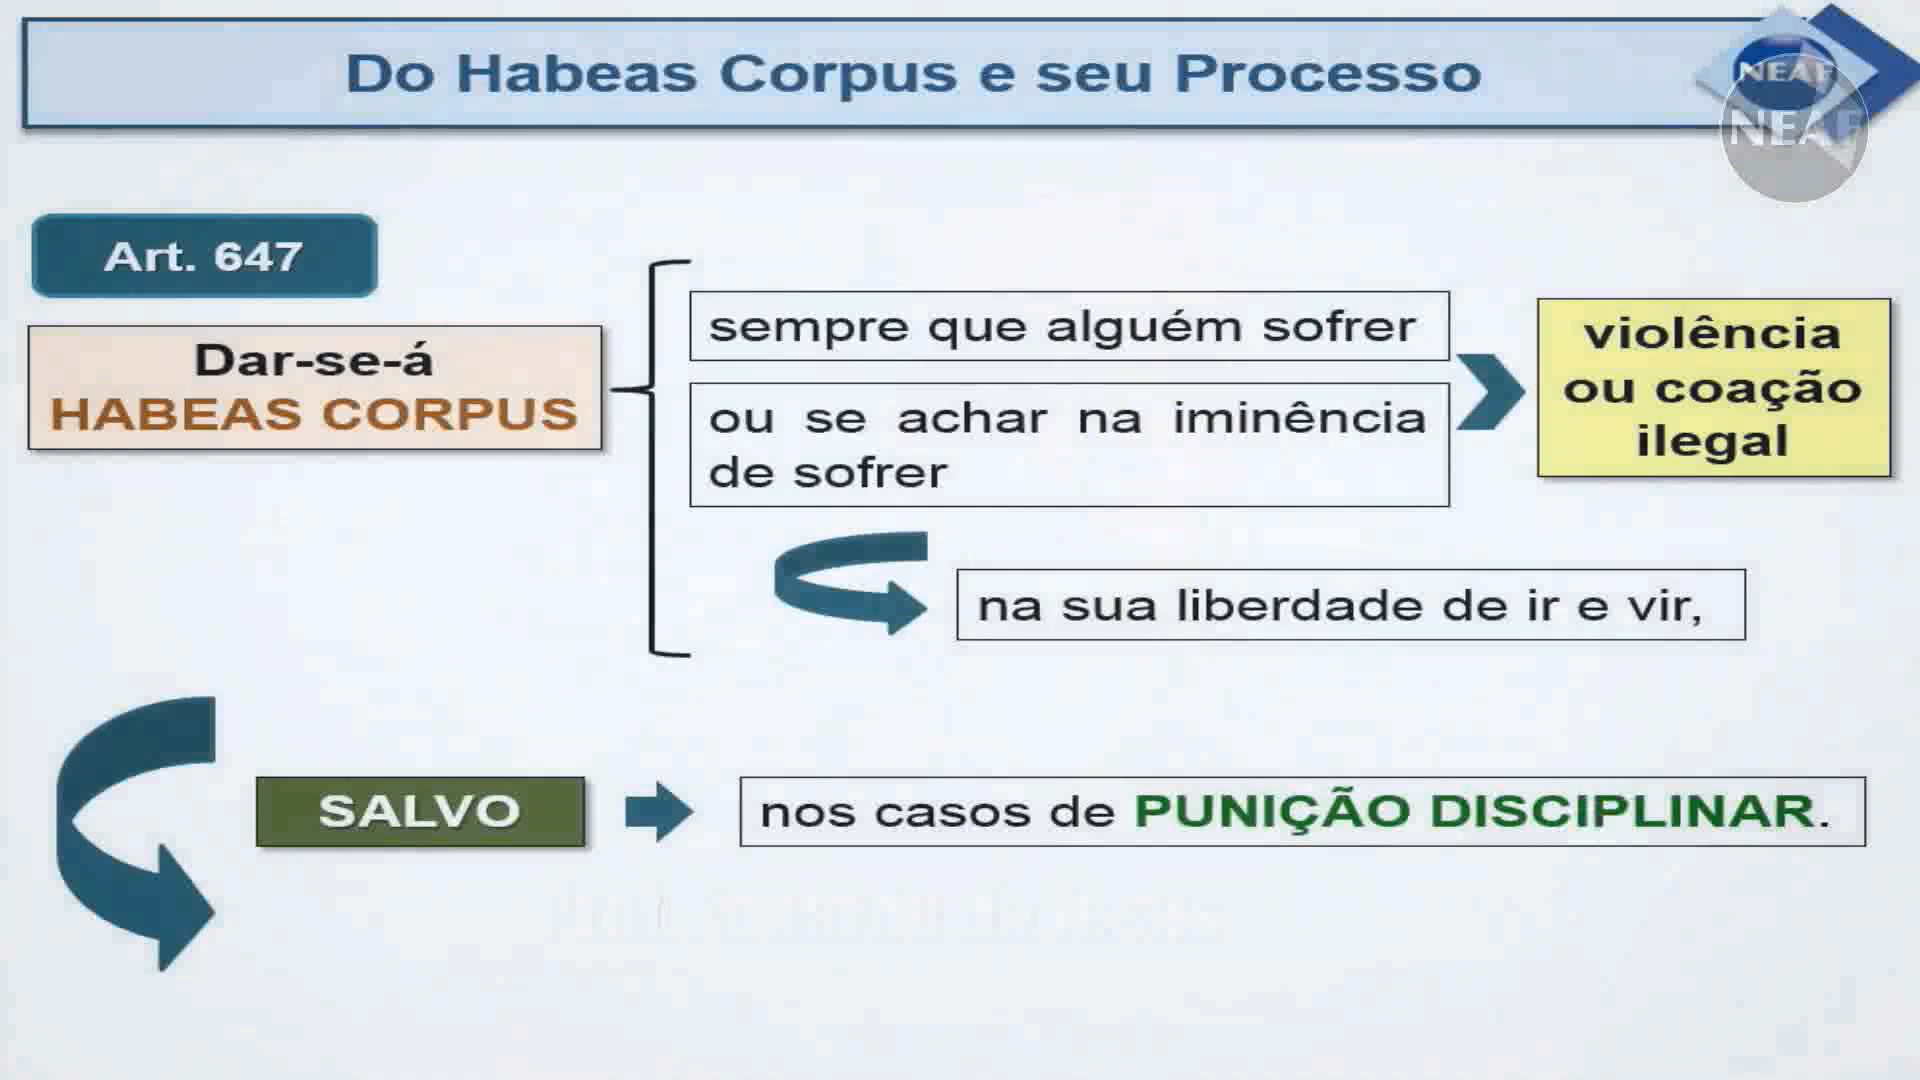 Do Habeas Corpus e seu Processo
NEAF
NEAF
Art. 647
Dar-se-á
HABEAS CORPUS
sempre que alguém sofrer
ou se achar na iminência
de sofrer
violência
ou coação
ilegal
na sua liberdade de ir e vir,
SALVO
nos casos de PUNIÇÃO DISCIPLINAR.